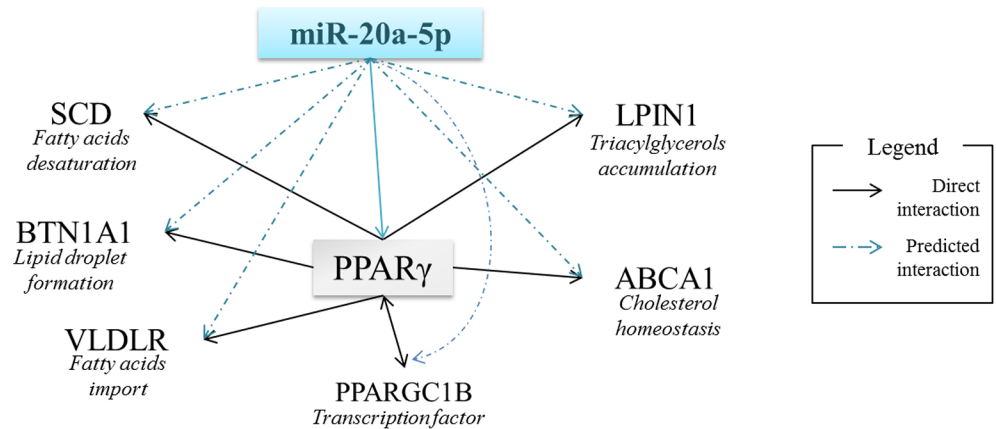 miR-20a-5p
SCD
Fatty acids
desaturation
LPIN1
Triacylglycerols
accumulation
BTN1A1
Lipid droplet
formation
PPARγ
ABCA1
Cholesterol
homeostasis
VLDLR
Fatty acids
import
PPARGC1B
Transcription factor
Legend
Direct
interaction
Predicted
interaction